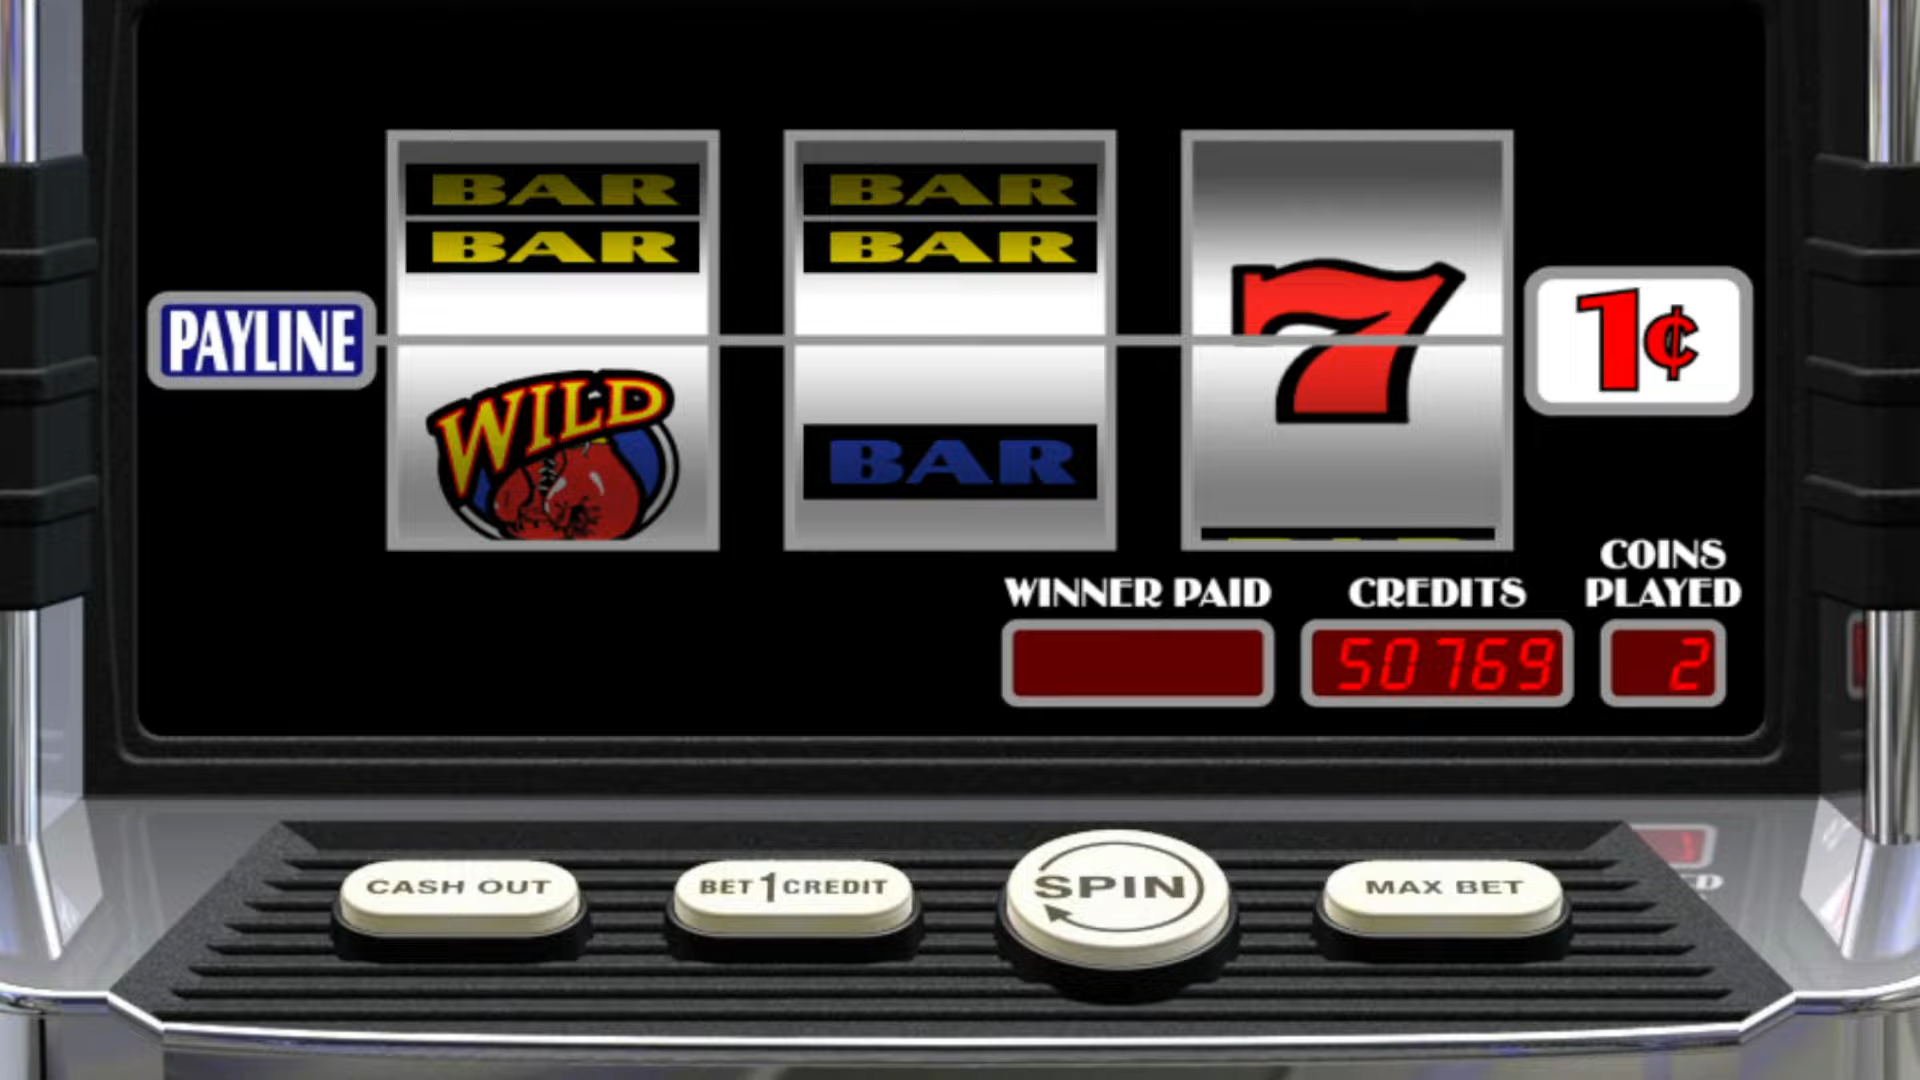 BAR
BAR
BAR
BAR
PAYLINE
7
1¢
WILD
BAR
WINNER PAID
CREDITS
COINS
PLAYED
50769
2
CASH OUT
BET 1 CREDIT
SPIN
MAX BET